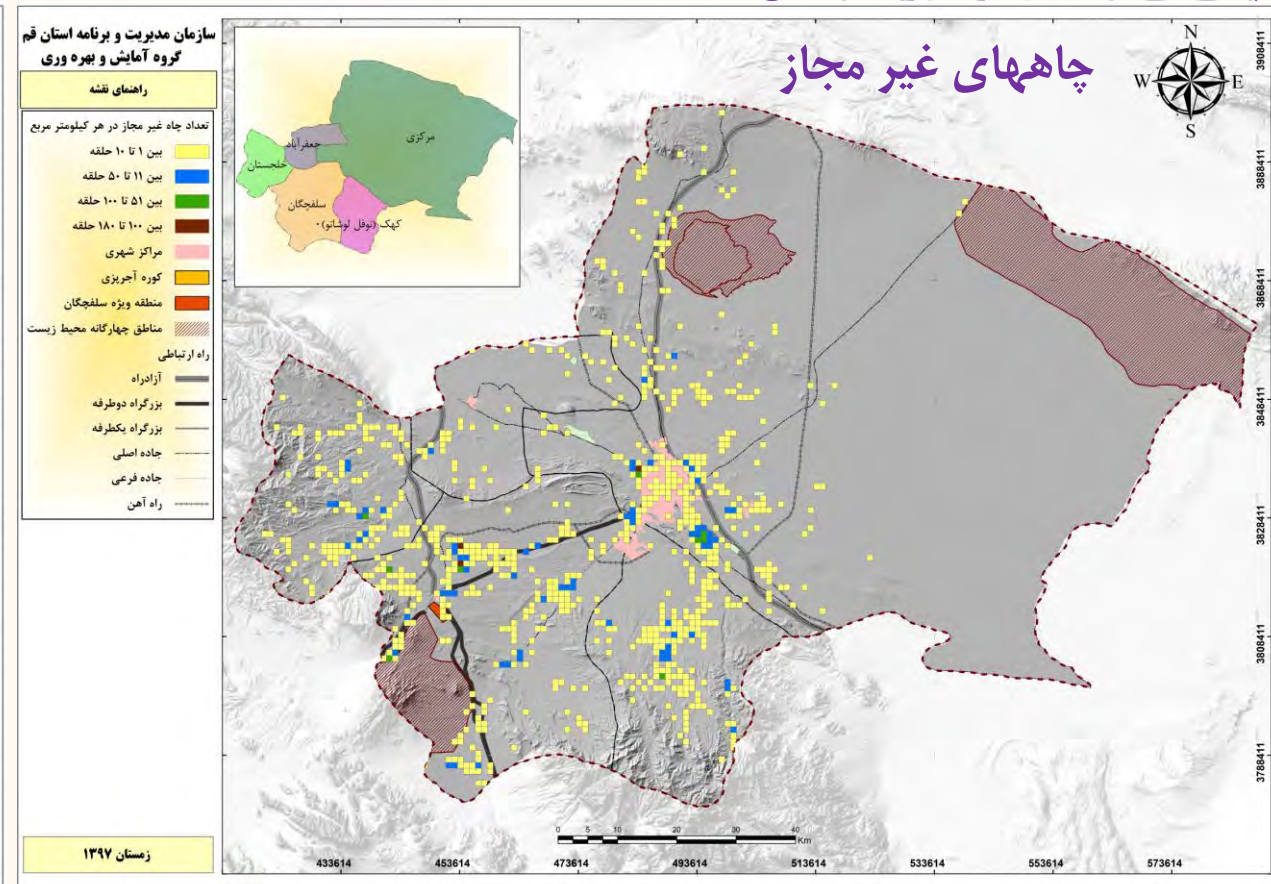 چاههای غیر مجاز
سازمان مدیریت و برنامه استان قم
گروه آمایش و بهره وری
راهنمای نقشه
تعداد چاه غیر مجاز در هر کیلومتر مربع
بین ۱ تا ۱۰ حلقه
بین ۱۱ تا ۵۰ حلقه
بین ۵۱ تا ۱۰۰ حلقه
بین ۱۰۰ تا ۱۸۰ حلقه
مراکز شهری
کوره آجرپزی
منطقه ویژه سلفچگان
مناطق چهارگانه محیط زیست
راه ارتباطی
آزادراه
بزرگراه دوطرفه
بزرگراه یکطرفه
جاده اصلی
جاده فرعی
راه آهن
زمستان ۱۳۹۷
مرکزی
جعفرآباد
خلجستان
سلفچگان
کهک (نوفل لوشاتو)
N
W E
S
3908411
3888411
3868411
3848411
3828411
3808411
3788411
0 5 10 20 30 40
Km
433614 453614 473614 493614 513614 533614 553614 573614